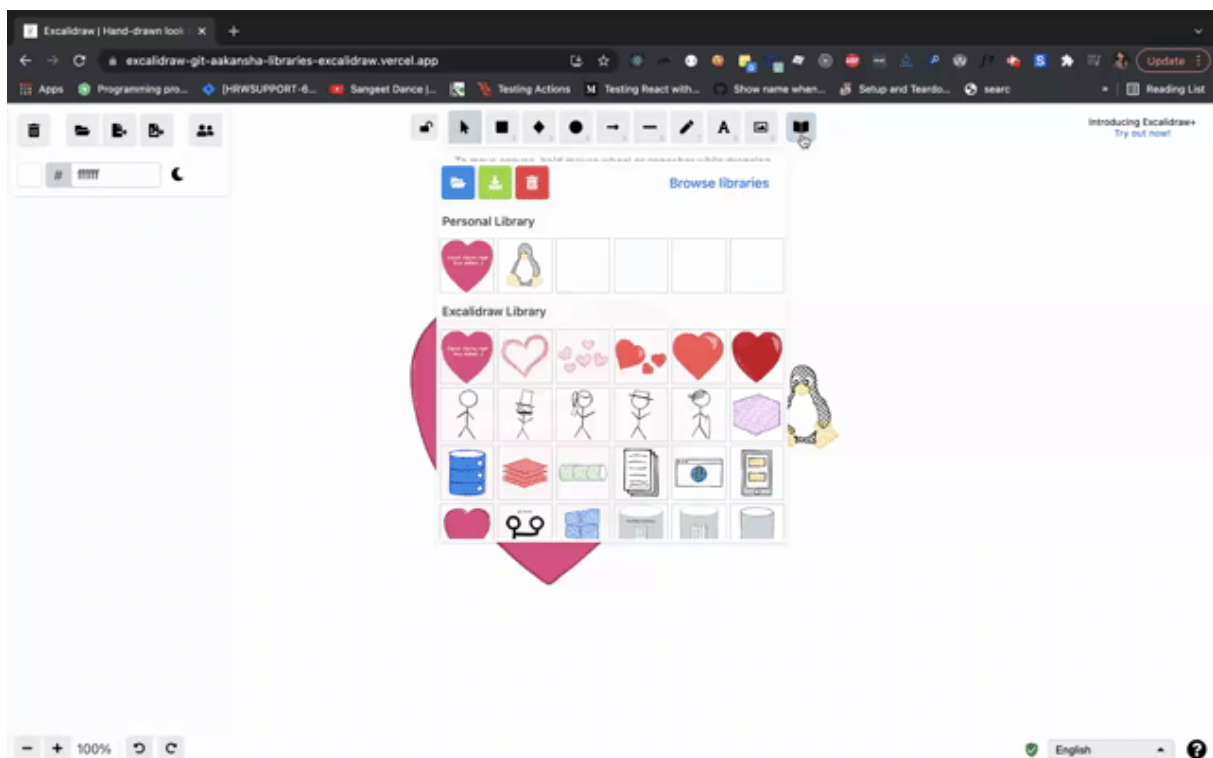 Excalidraw | Hand-drawn look
excalidraw-git-aakansha-libraries-excalidraw.vercel.app
Update
Apps
Programming pro...
[HRWSUPPORT-6...
Sangeet Dance |...
Testing Actions
Testing React with...
Show name when...
Setup and Teardo...
searc
Reading List
Introducing Excalidraw+
Try out now!
A
# ffffff
Browse libraries
Personal Library
Excalidraw Library
100%
English